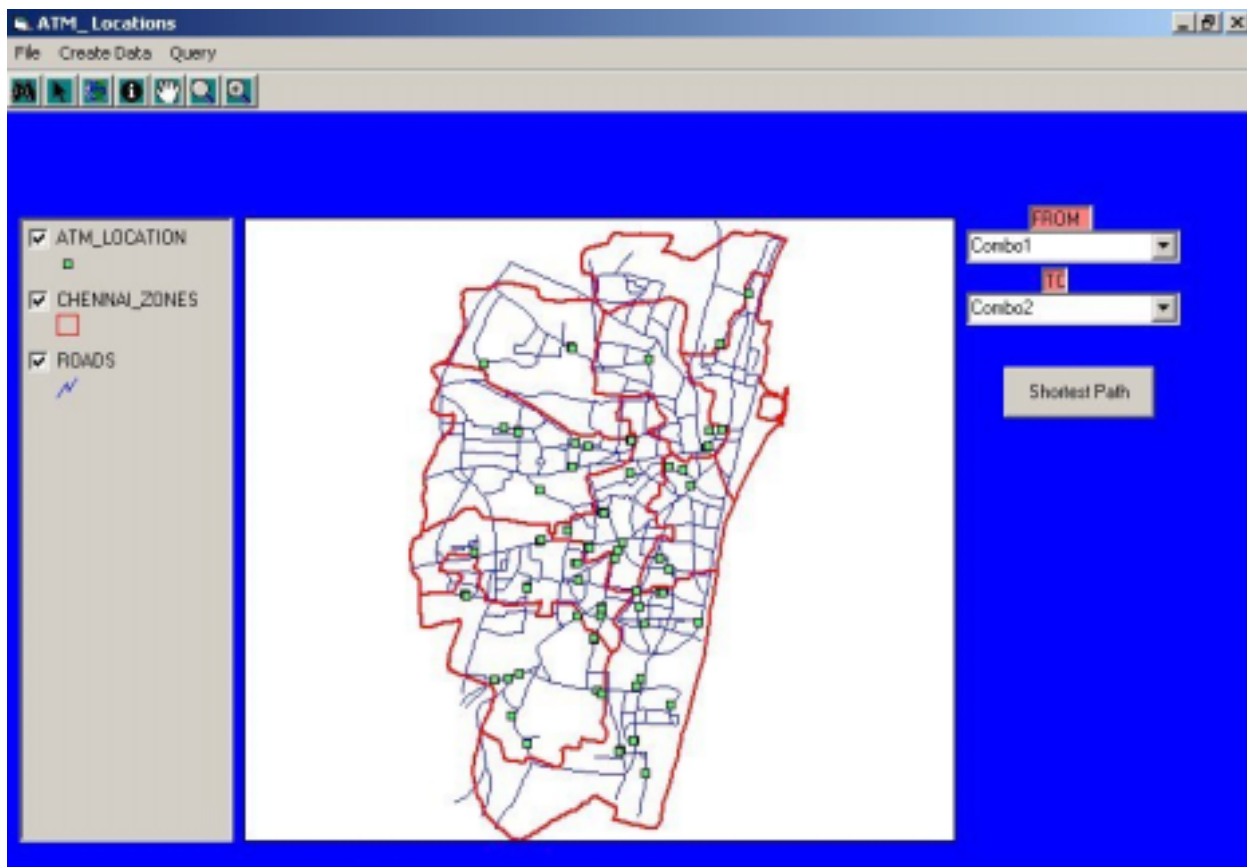 ATM_Locations
File Create Data Query
ATM_LOCATION
CHENNAI_ZONES
ROADS
FROM
Combo1
TO
Combo2
Shortest Path